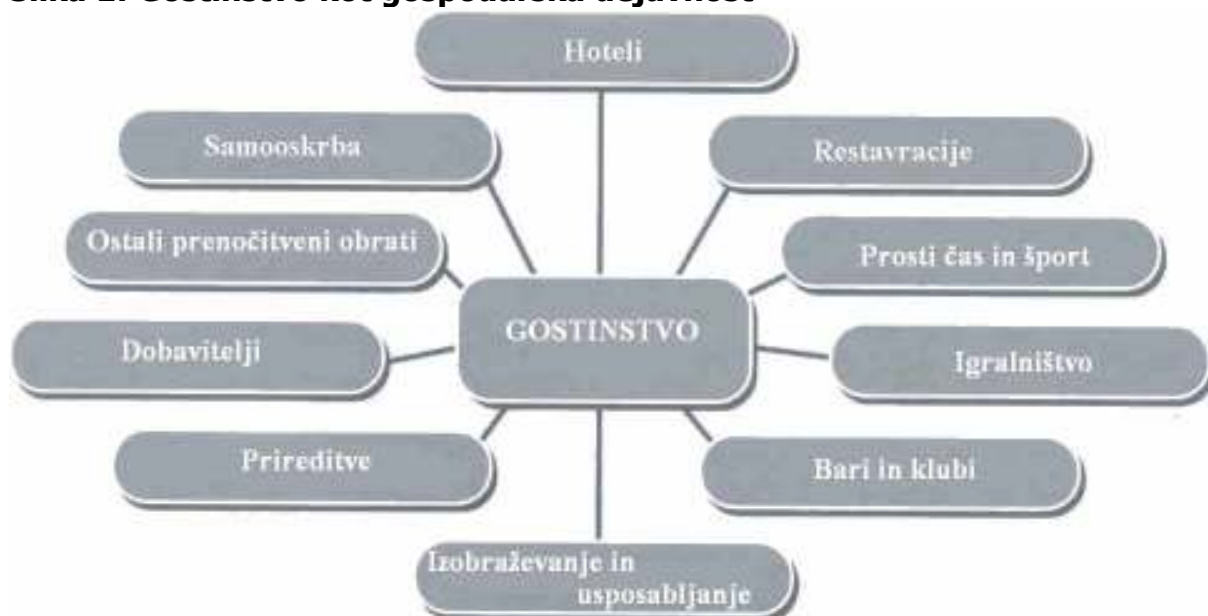 Hoteli
Samooskrba
Restavracije
Ostali prenočitveni obrati
Prosti čas in šport
GOSTINSTVO
Dobavitelji
Igralništvo
Prireditve
Bari in klubi
Izobraževanje in
usposabljanje